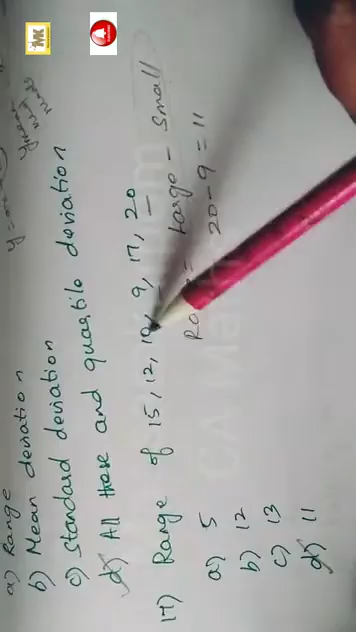 a) Range
b) Mean deviation
c) Standard deviation
d) All these and quartile deviation
17) Range of 15, 12, 10, 9, 17, 20
a) 5
b) 12
c) 13
d) 11
Large - Small
20 - 9 = 11
MK